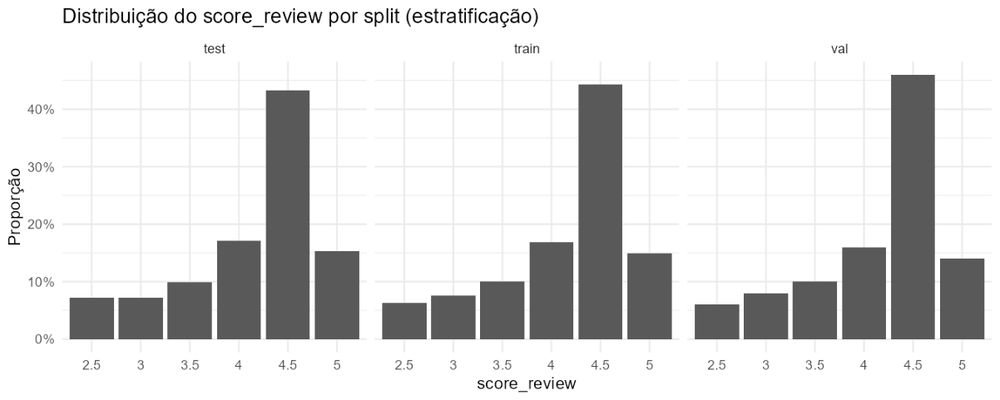 Distribuição do score_review por split (estratificação)
test train val
Proporção
40%
30%
20%
10%
0%
2.5 3 3.5 4 4.5 5 2.5 3 3.5 4 4.5 5 2.5 3 3.5 4 4.5 5
score_review